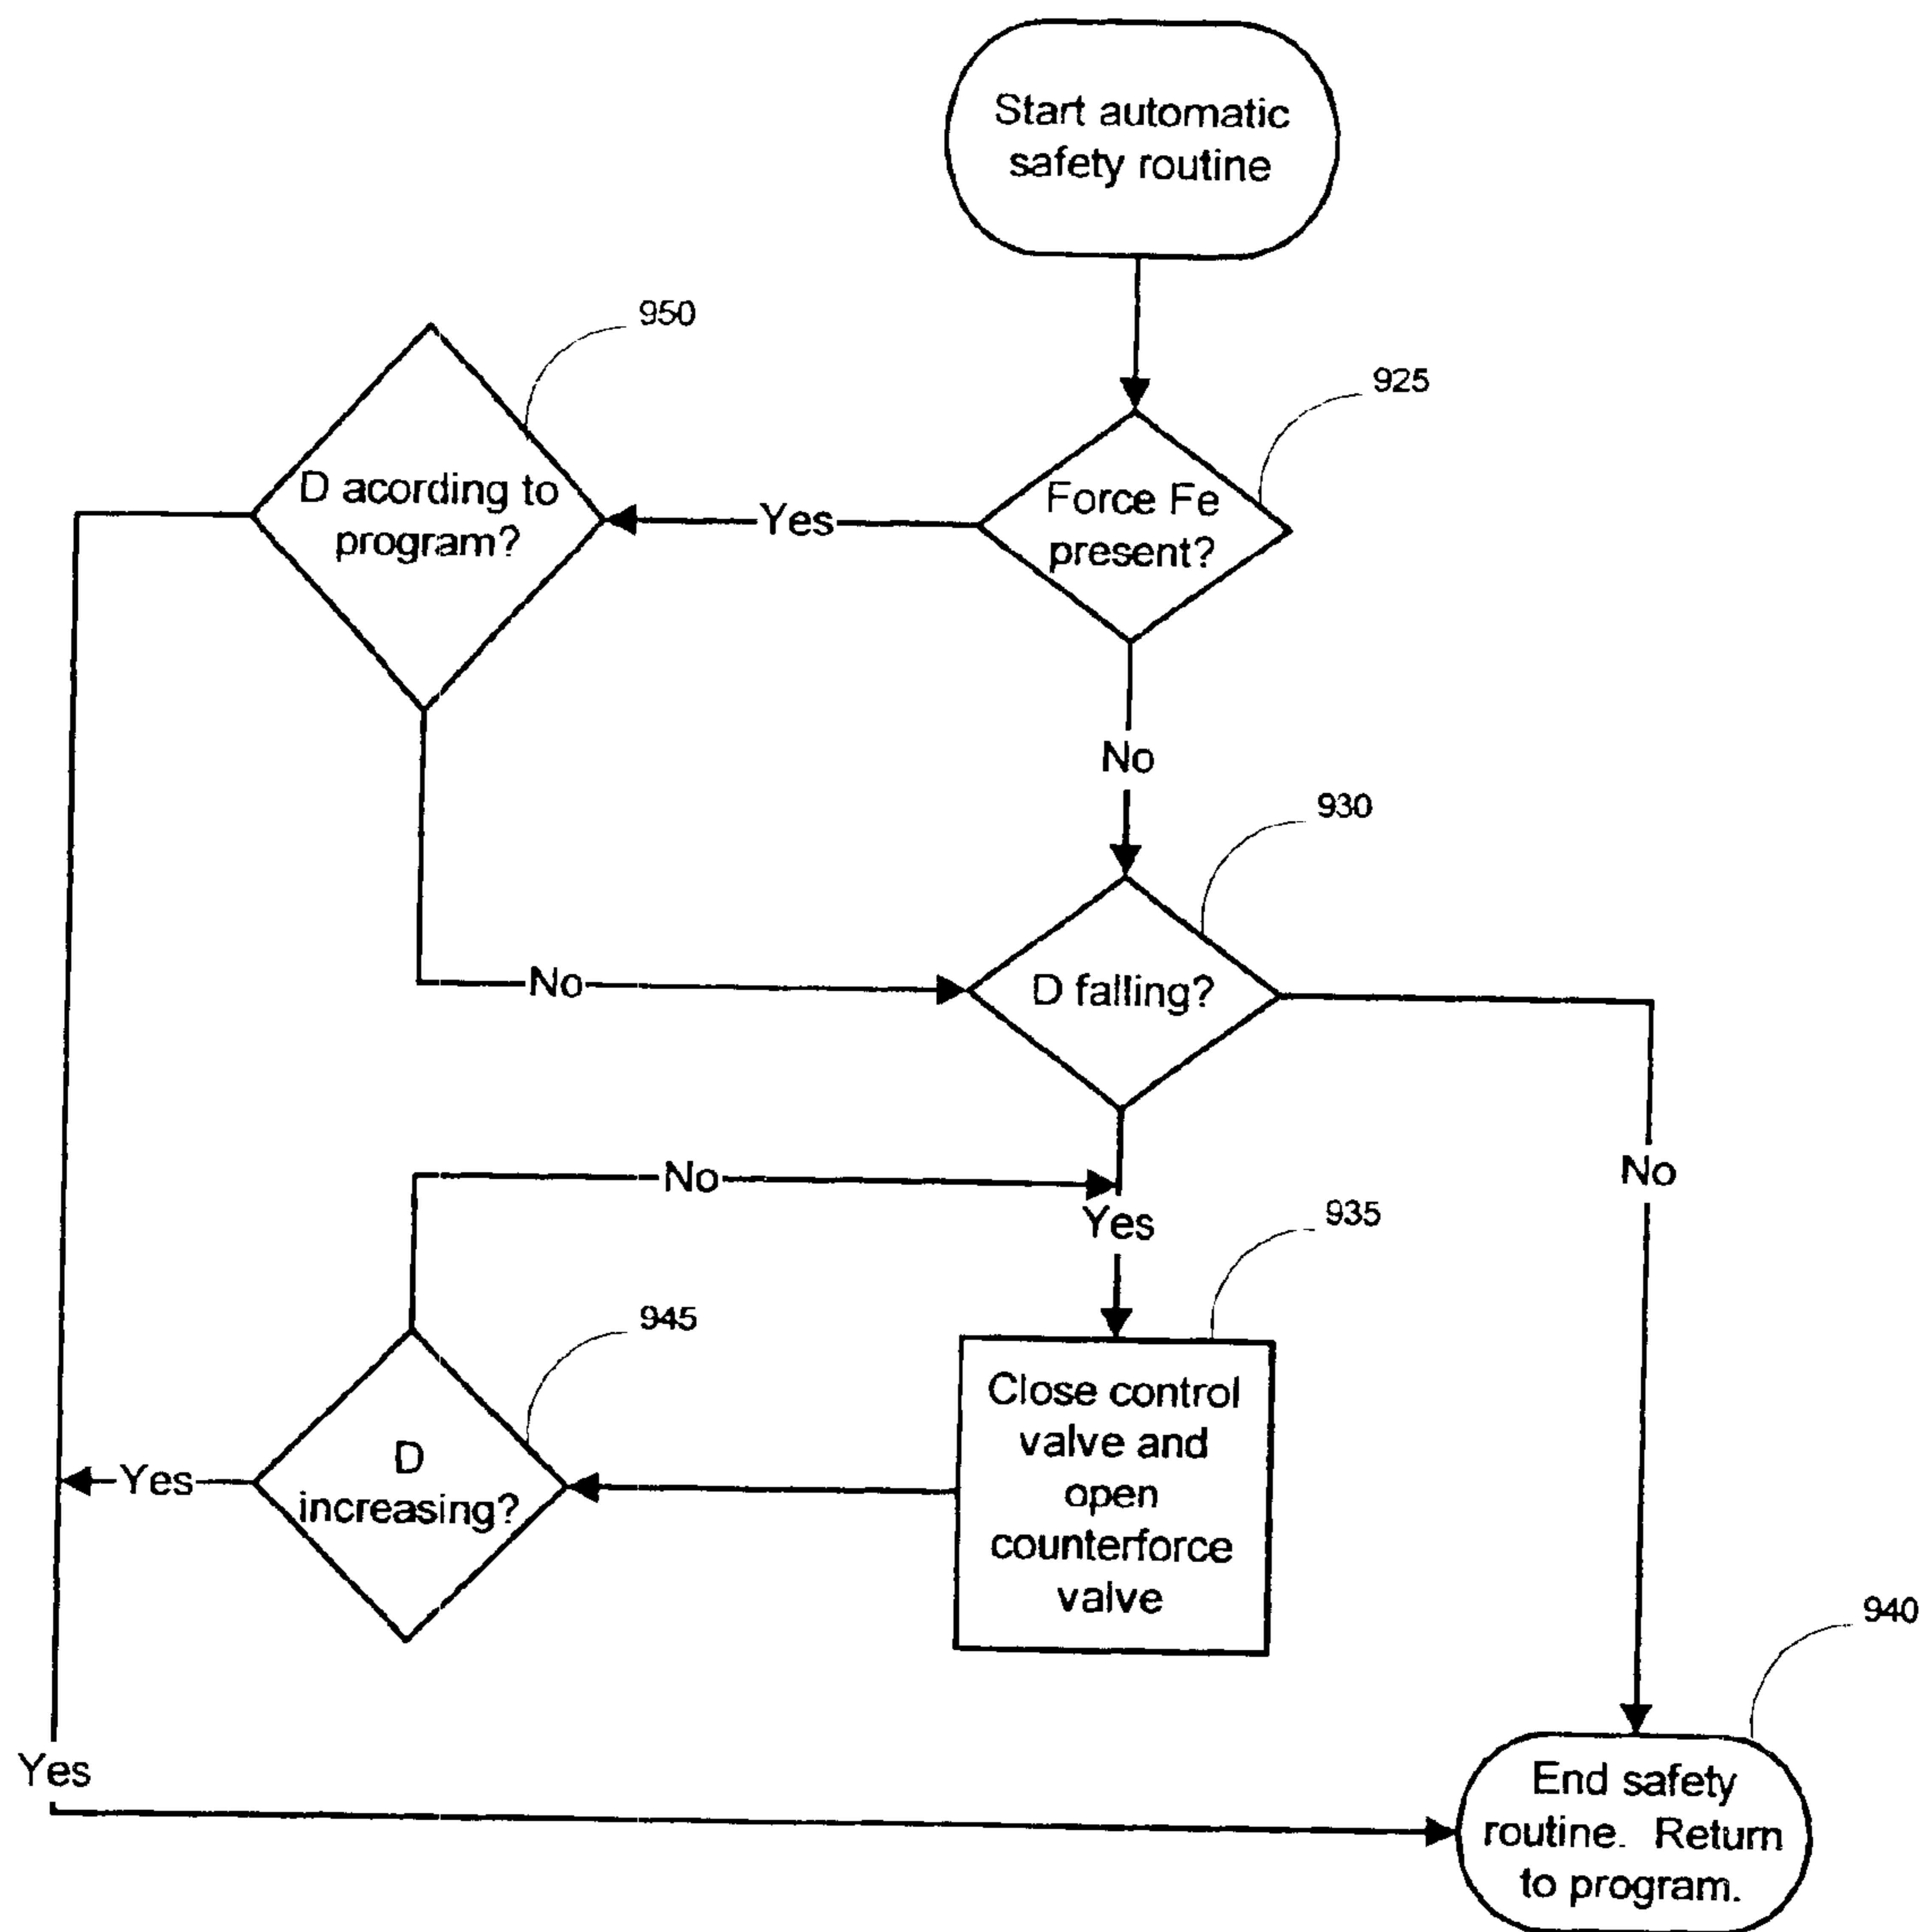 Start automatic
safety routine
950
925
D acording to
program?
Yes
Force Fe
present?
No
930
No
D falling?
No
No
Yes
935
945
Close control
valve and
open
counterforce
valve
D
increasing?
Yes
940
Yes
End safety
routine. Return
to program.